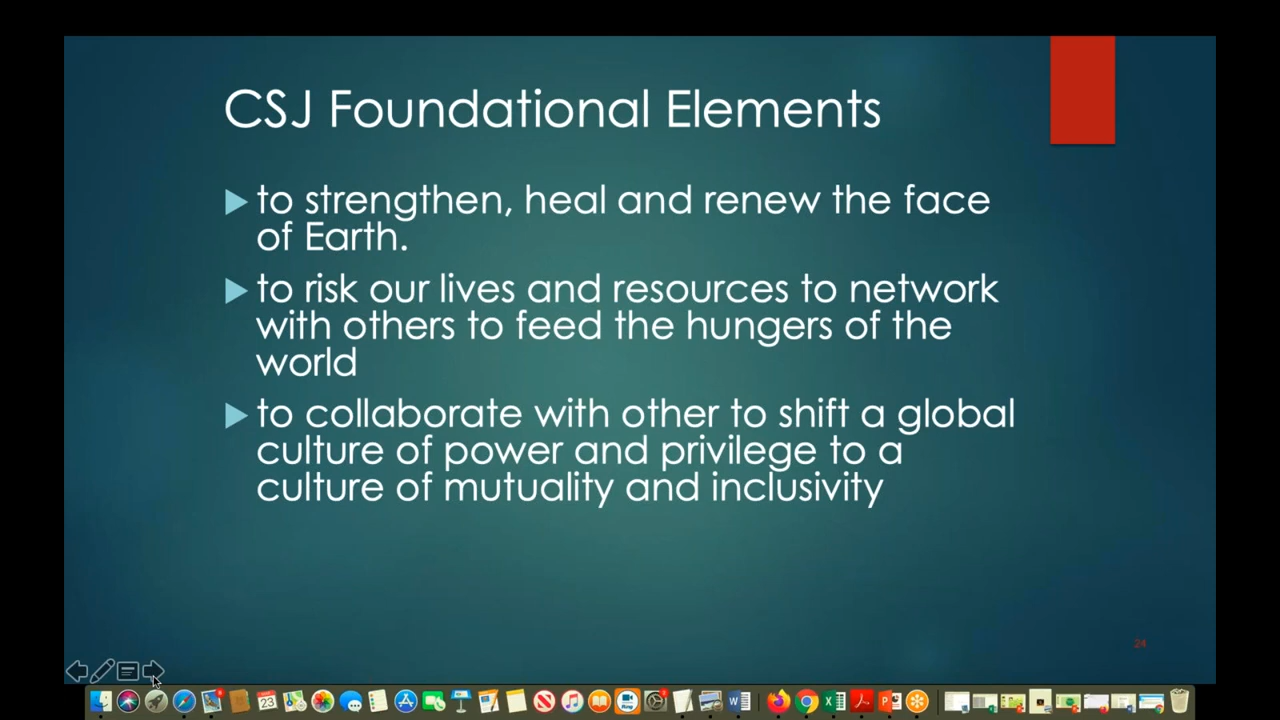 CSJ Foundational Elements
to strengthen, heal and renew the face
of Earth.
to risk our lives and resources to network
with others to feed the hungers of the
world
to collaborate with other to shift a global
culture of power and privilege to a
culture of mutuality and inclusivity
24
23